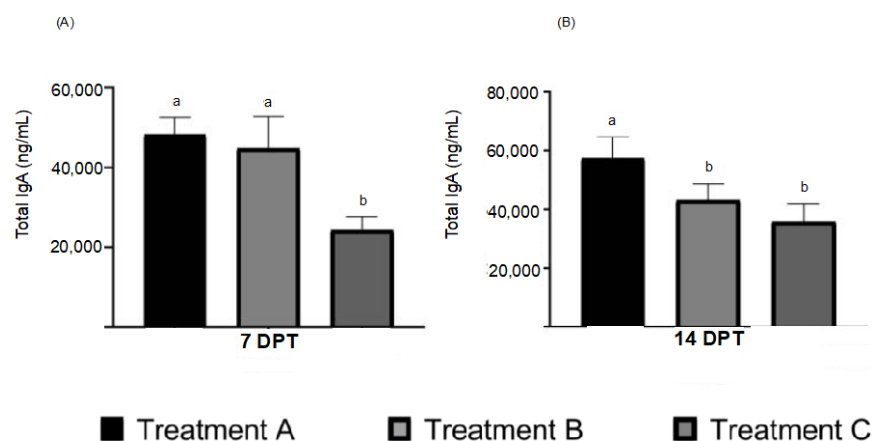 (A)
(B)
Total IgA (ng/mL)
60,000
40,000
20,000
a
a
b
7 DPT
Total IgA (ng/mL)
80,000
60,000
40,000
20,000
a
b
b
14 DPT
Treatment A
Treatment B
Treatment C